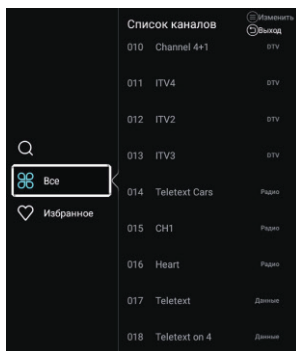 Список каналов
Изменить
Выход
010 Channel 4+1 DTV
011 ITV4 DTV
012 ITV2 DTV
013 ITV3 DTV
Все
014 Teletext Cars Радио
Избранное
015 CH1 Радио
016 Heart Радио
017 Teletext Данные
018 Teletext on 4 Данные